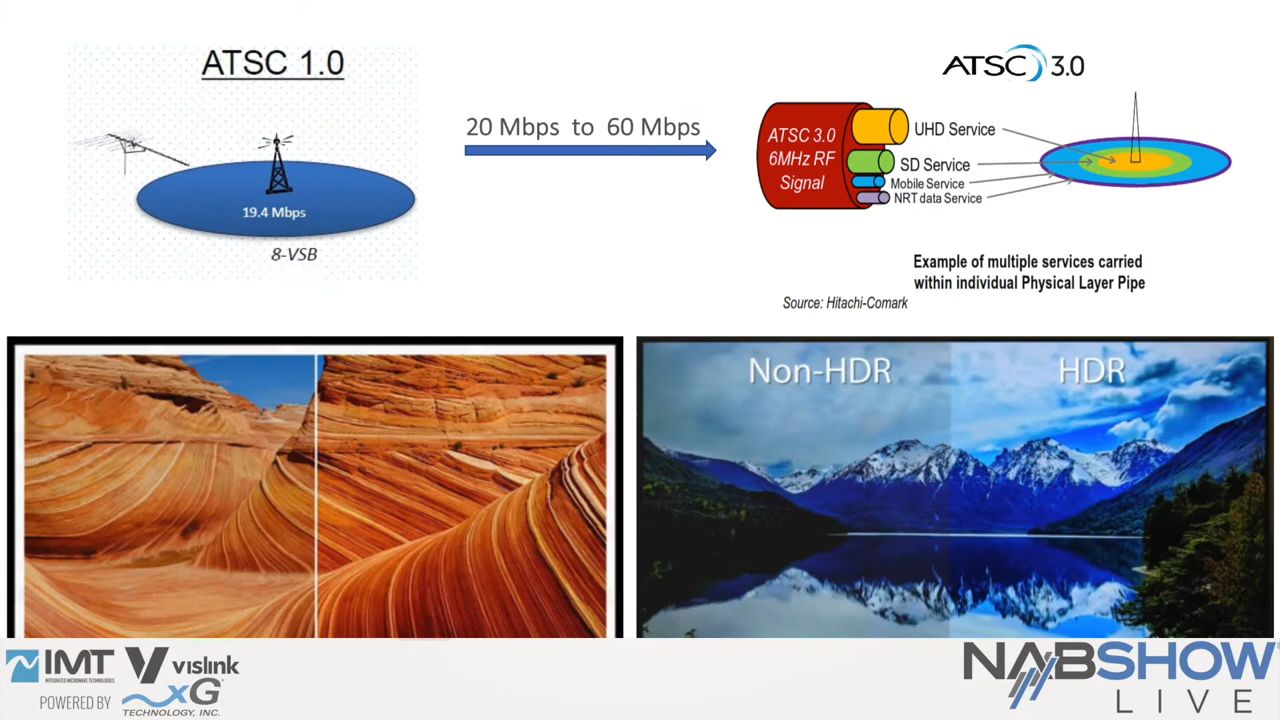 ATSC 1.0
19.4 Mbps
8-VSB
20 Mbps to 60 Mbps
ATSC 3.0
ATSC 3.0
6MHz RF
Signal
UHD Service
SD Service
Mobile Service
NRT data Service
Example of multiple services carried
within individual Physical Layer Pipe
Source: Hitachi-Comark
Non-HDR
HDR
IMT
INTEGRATED MICROWAVE TECHNOLOGIES
vislink
POWERED BY
xG
TECHNOLOGY, INC.
NABSHOW
LIVE